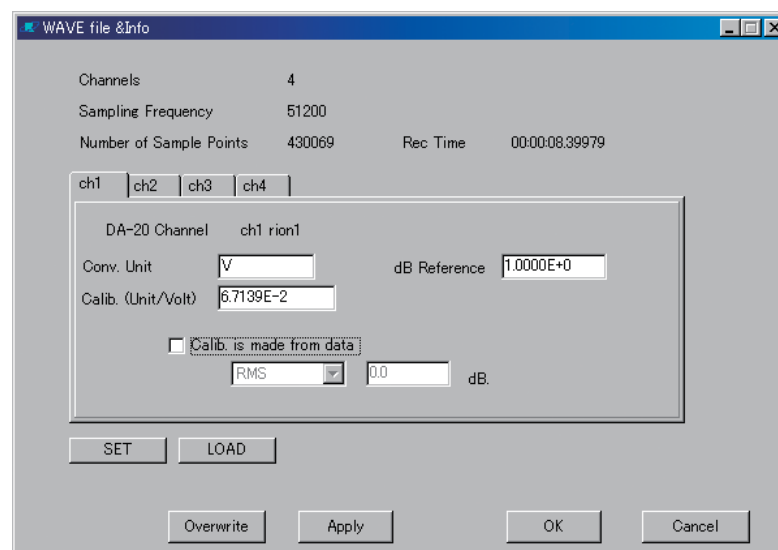 WAVE file &Info
Channels 4
Sampling Frequency 51200
Number of Sample Points 430069 Rec Time 00:00:08.39979
ch1 ch2 ch3 ch4
DA-20 Channel ch1 rion1
Conv. Unit V dB Reference 1.0000E+0
Calib. (Unit/Volt) 6.7139E-2
Calib. is made from data
RMS 0.0 dB.
SET LOAD
Overwrite Apply OK Cancel